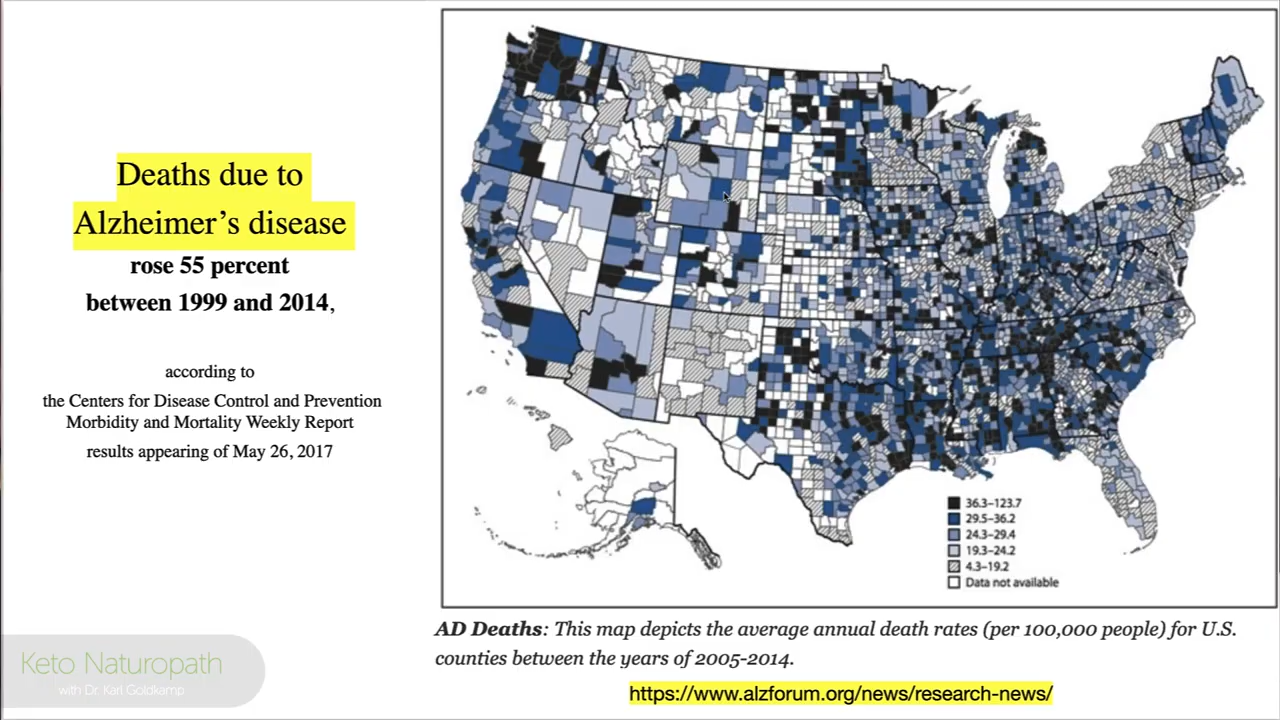 Deaths due to
Alzheimer’s disease
rose 55 percent
between 1999 and 2014,
according to
the Centers for Disease Control and Prevention
Morbidity and Mortality Weekly Report
results appearing of May 26, 2017
36.3–123.7
29.5–36.2
24.3–29.4
19.3–24.2
4.3–19.2
Data not available
AD Deaths: This map depicts the average annual death rates (per 100,000 people) for U.S.
counties between the years of 2005-2014.
https://www.alzforum.org/news/research-news/
Keto Naturopath
with Dr. Karl Goldkamp